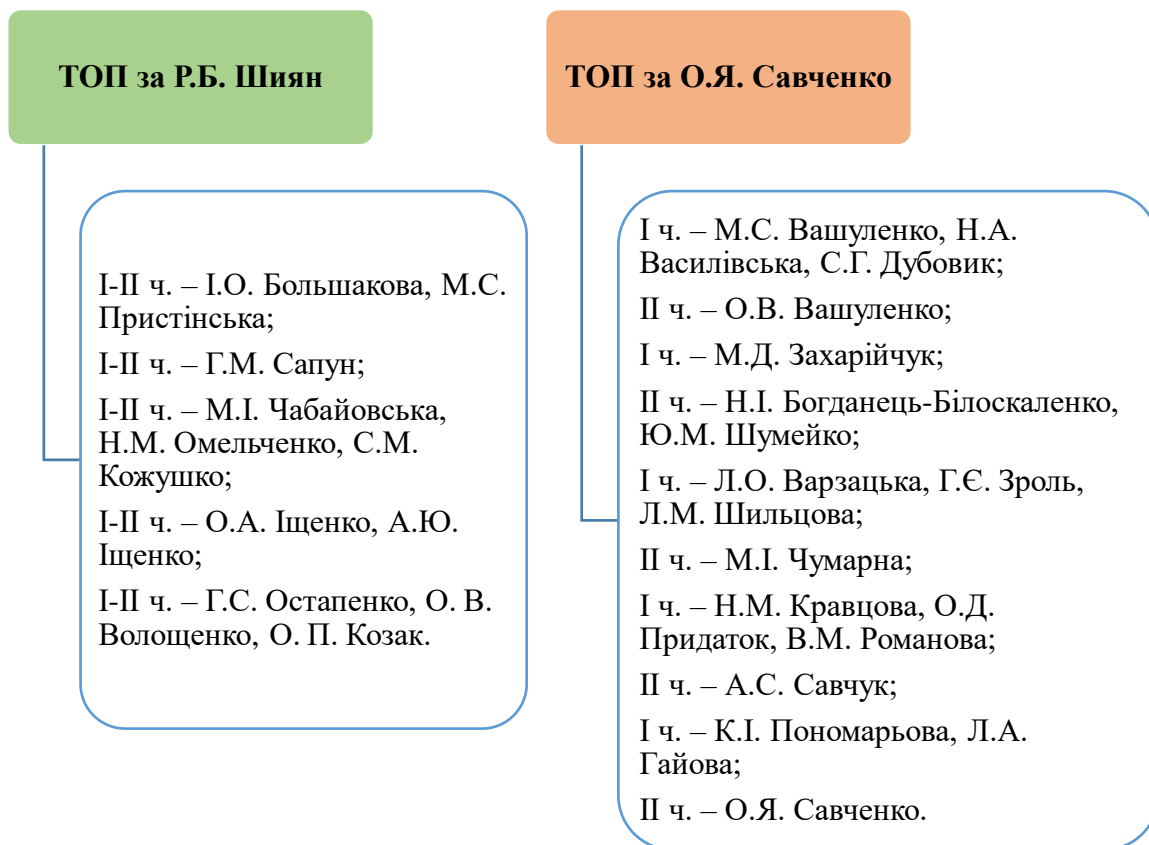 ТОП за Р.Б. Шиян
І-ІІ ч. – І.О. Большакова, М.С.
Пристінська;
І-ІІ ч. – Г.М. Сапун;
І-ІІ ч. – М.І. Чабайовська,
Н.М. Омельченко, С.М.
Кожушко;
І-ІІ ч. – О.А. Іщенко, А.Ю.
Іщенко;
І-ІІ ч. – Г.С. Остапенко, О. В.
Волощенко, О. П. Козак.
ТОП за О.Я. Савченко
І ч. – М.С. Вашуленко, Н.А.
Василівська, С.Г. Дубовик;
ІІ ч. – О.В. Вашуленко;
І ч. – М.Д. Захарійчук;
ІІ ч. – Н.І. Богданець-Білоскаленко,
Ю.М. Шумейко;
І ч. – Л.О. Варзацька, Г.Є. Зроль,
Л.М. Шильцова;
ІІ ч. – М.І. Чумарна;
І ч. – Н.М. Кравцова, О.Д.
Придаток, В.М. Романова;
ІІ ч. – А.С. Савчук;
І ч. – К.І. Пономарьова, Л.А.
Гайова;
ІІ ч. – О.Я. Савченко.